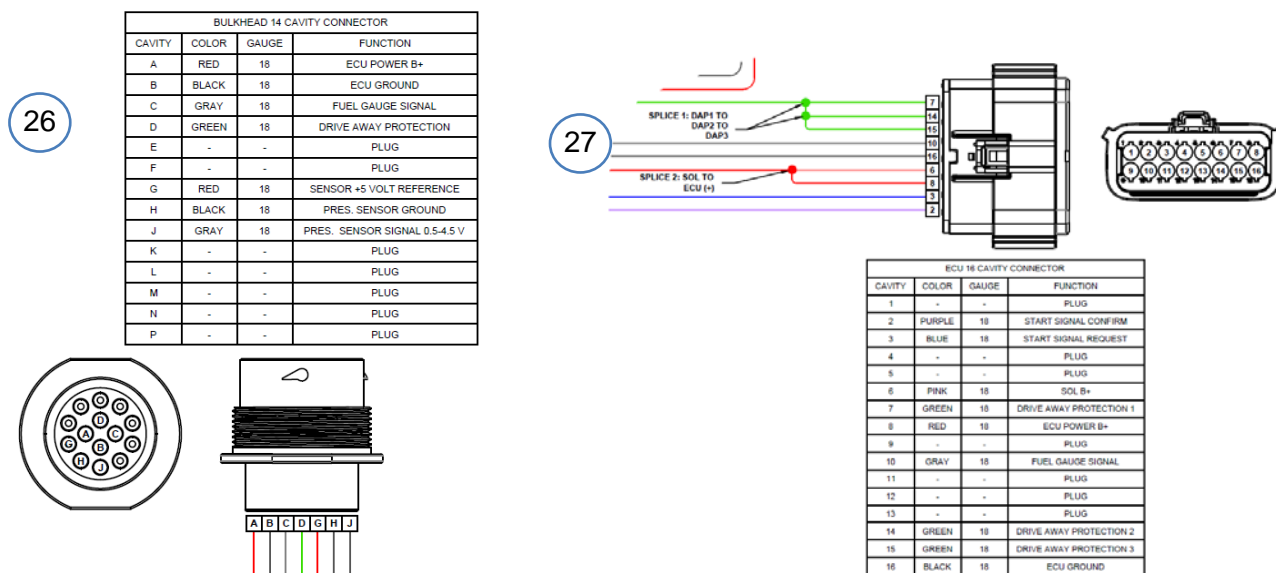 26
BULKHEAD 14 CAVITY CONNECTOR
CAVITY COLOR GAUGE FUNCTION
A RED 18 ECU POWER B+
B BLACK 18 ECU GROUND
C GRAY 18 FUEL GAUGE SIGNAL
D GREEN 18 DRIVE AWAY PROTECTION
E - - PLUG
F - - PLUG
G RED 18 SENSOR +5 VOLT REFERENCE
H BLACK 18 PRES. SENSOR GROUND
J GRAY 18 PRES. SENSOR SIGNAL 0.5-4.5 V
K - - PLUG
L - - PLUG
M - - PLUG
N - - PLUG
P - - PLUG
D
A C
G B
H J
A B C D G H J
27
SPLICE 1: DAP1 TO
DAP2 TO
DAP3
SPLICE 2: SOL TO
ECU (+)
7
14
15
10
16
6
8
3
2
1 2 3 4 5 6 7 8
9 10 11 12 13 14 15 16
ECU 16 CAVITY CONNECTOR
CAVITY COLOR GAUGE FUNCTION
1 - - PLUG
2 PURPLE 18 START SIGNAL CONFIRM
3 BLUE 18 START SIGNAL REQUEST
4 - - PLUG
5 - - PLUG
6 PINK 18 SOL B+
7 GREEN 18 DRIVE AWAY PROTECTION 1
8 RED 18 ECU POWER B+
9 - - PLUG
10 GRAY 18 FUEL GAUGE SIGNAL
11 - - PLUG
12 - - PLUG
13 - - PLUG
14 GREEN 18 DRIVE AWAY PROTECTION 2
15 GREEN 18 DRIVE AWAY PROTECTION 3
16 BLACK 18 ECU GROUND